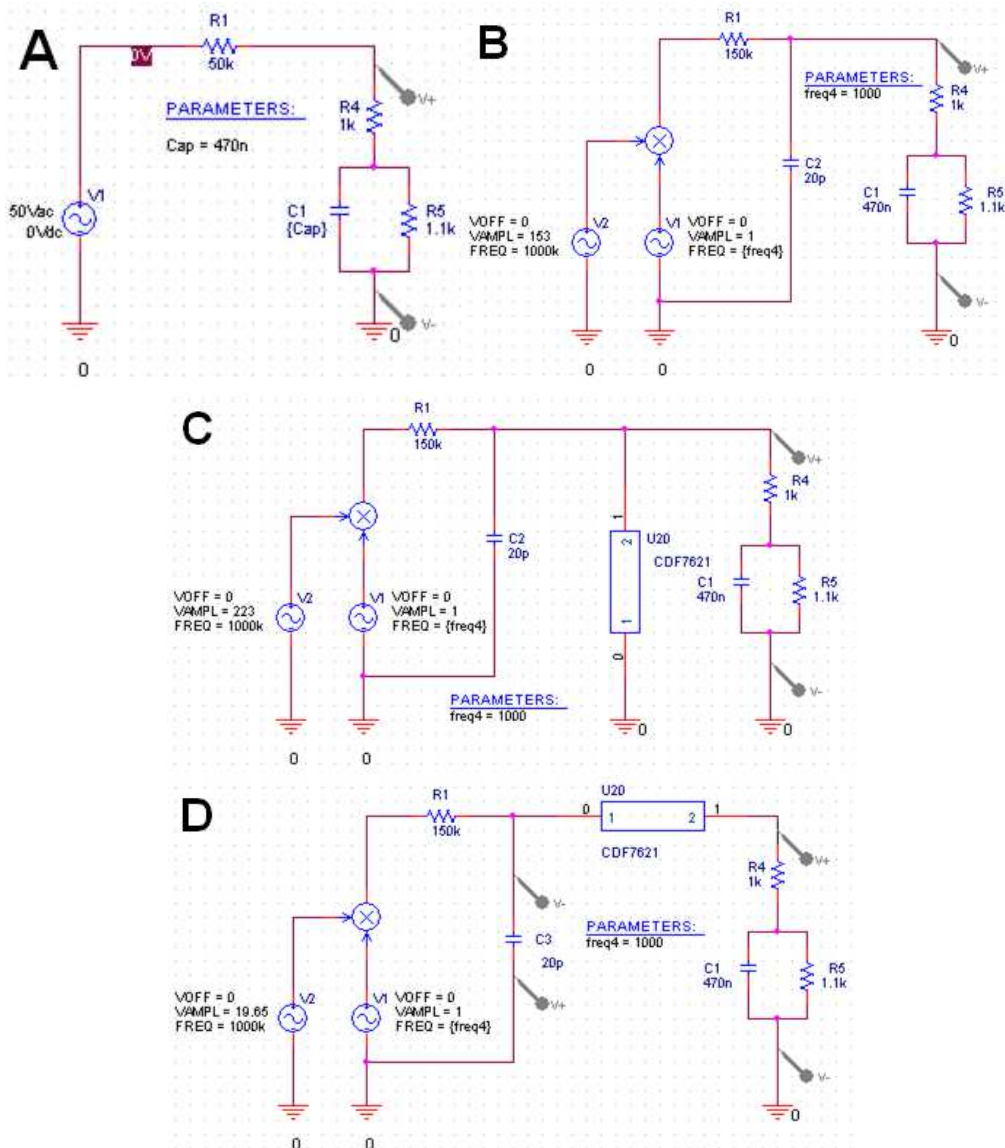 A
R1
50k
0V
V+
PARAMETERS:
R4
1k
Cap = 470n
V1
50Vac
0Vdc
C1
{Cap}
R5
1.1k
V-
0
0
B
R1
150k
PARAMETERS:
freq4 = 1000
V+
R4
1k
C2
20p
C1
470n
R5
1.1k
VOFF = 0
VAMPL = 153
FREQ = 1000k
V2
V1
VOFF = 0
VAMPL = 1
FREQ = {freq4}
V-
0
0
0
C
R1
150k
V+
R4
1k
C2
20p
1
2
U20
CDF7621
1
0
C1
470n
R5
1.1k
VOFF = 0
VAMPL = 223
FREQ = 1000k
V2
V1
VOFF = 0
VAMPL = 1
FREQ = {freq4}
V-
PARAMETERS:
freq4 = 1000
0
0
0
0
D
R1
150k
U20
0
1
2
1
CDF7621
V+
R4
1k
V-
PARAMETERS:
freq4 = 1000
C3
20p
C1
470n
R5
1.1k
V+
VOFF = 0
VAMPL = 19.65
FREQ = 1000k
V2
V1
VOFF = 0
VAMPL = 1
FREQ = {freq4}
V-
0
0
0